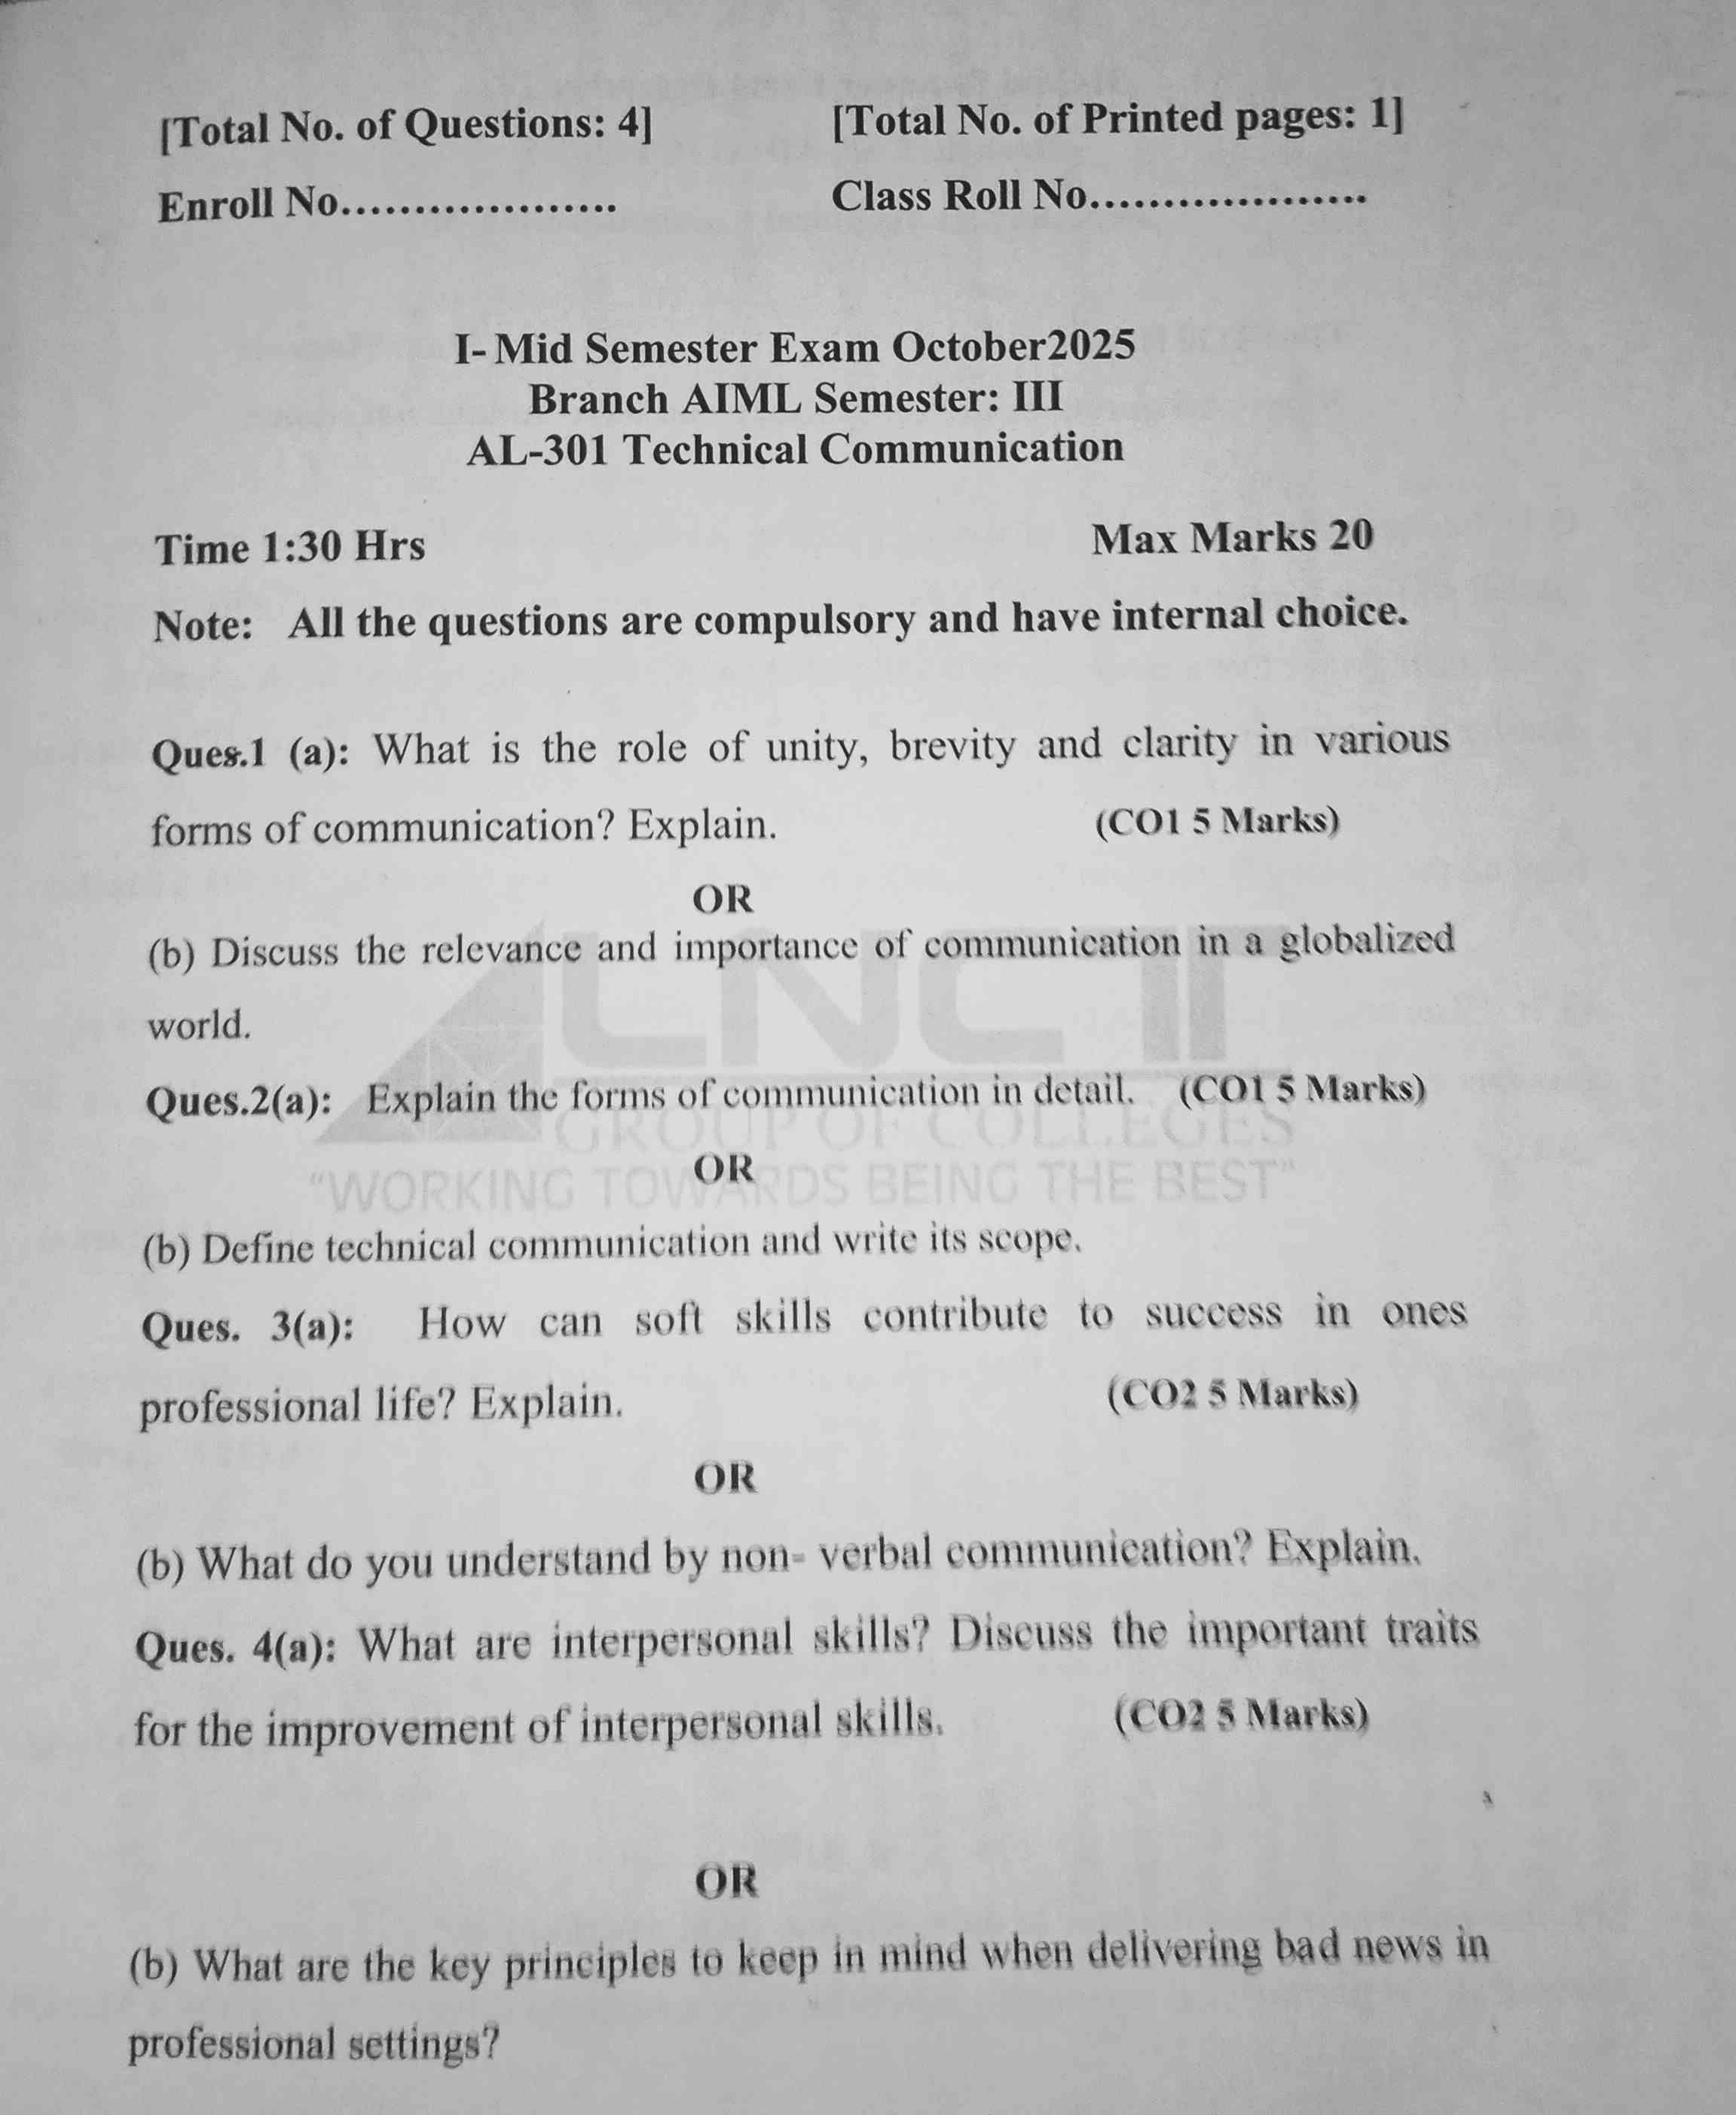 [Total No. of Questions: 4] [Total No. of Printed pages: 1]
Enroll No................... Class Roll No...................
I- Mid Semester Exam October2025
Branch AIML Semester: III
AL-301 Technical Communication
Time 1:30 Hrs Max Marks 20
Note: All the questions are compulsory and have internal choice.
Ques.1 (a): What is the role of unity, brevity and clarity in various
forms of communication? Explain. (CO1 5 Marks)
OR
(b) Discuss the relevance and importance of communication in a globalized
LNCT
world.
Ques.2(a): Explain the forms of communication in detail. (CO1 5 Marks)
GROUP OF COLLEGES
OR
"WORKING TOWARDS BEING THE BEST"
(b) Define technical communication and write its scope.
Ques. 3(a): How can soft skills contribute to success in ones
professional life? Explain. (CO2 5 Marks)
OR
(b) What do you understand by non- verbal communication? Explain.
Ques. 4(a): What are interpersonal skills? Discuss the important traits
for the improvement of interpersonal skills. (CO2 5 Marks)
OR
(b) What are the key principles to keep in mind when delivering bad news in
professional settings?